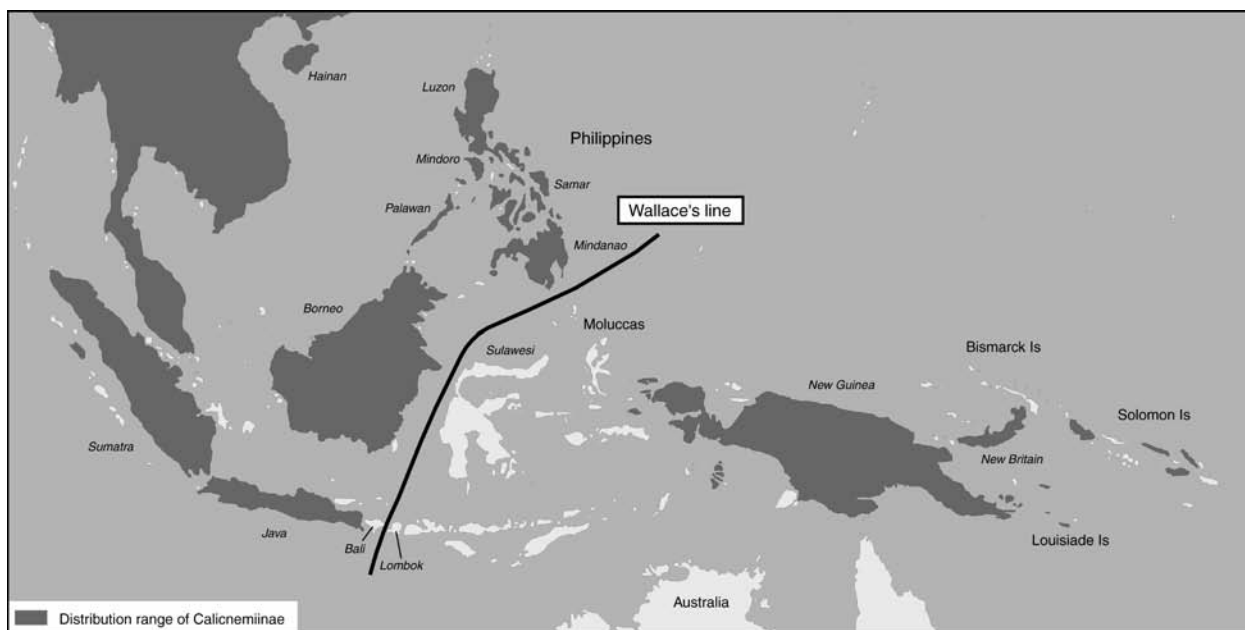 Hainan
Luzon
Philippines
Mindoro
Samar
Palawan
Wallace's line
Mindanao
Borneo
Moluccas
Sulawesi
Bismarck Is
New Guinea
Solomon Is
Sumatra
New Britain
Java
Bali
Lombok
Louisiade Is
Australia
Distribution range of Calicnemiinae